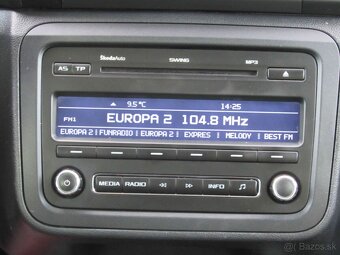 ŠkodaAuto SWING MP3
AS TP
9.5°C 14:25
FM1 EUROPA 2 104.8 MHz
EUROPA 2 | FUNRADIO | EUROPA 2 | EXPRES | MELODY | BEST FM
MEDIA RADIO INFO
Bazos.sk